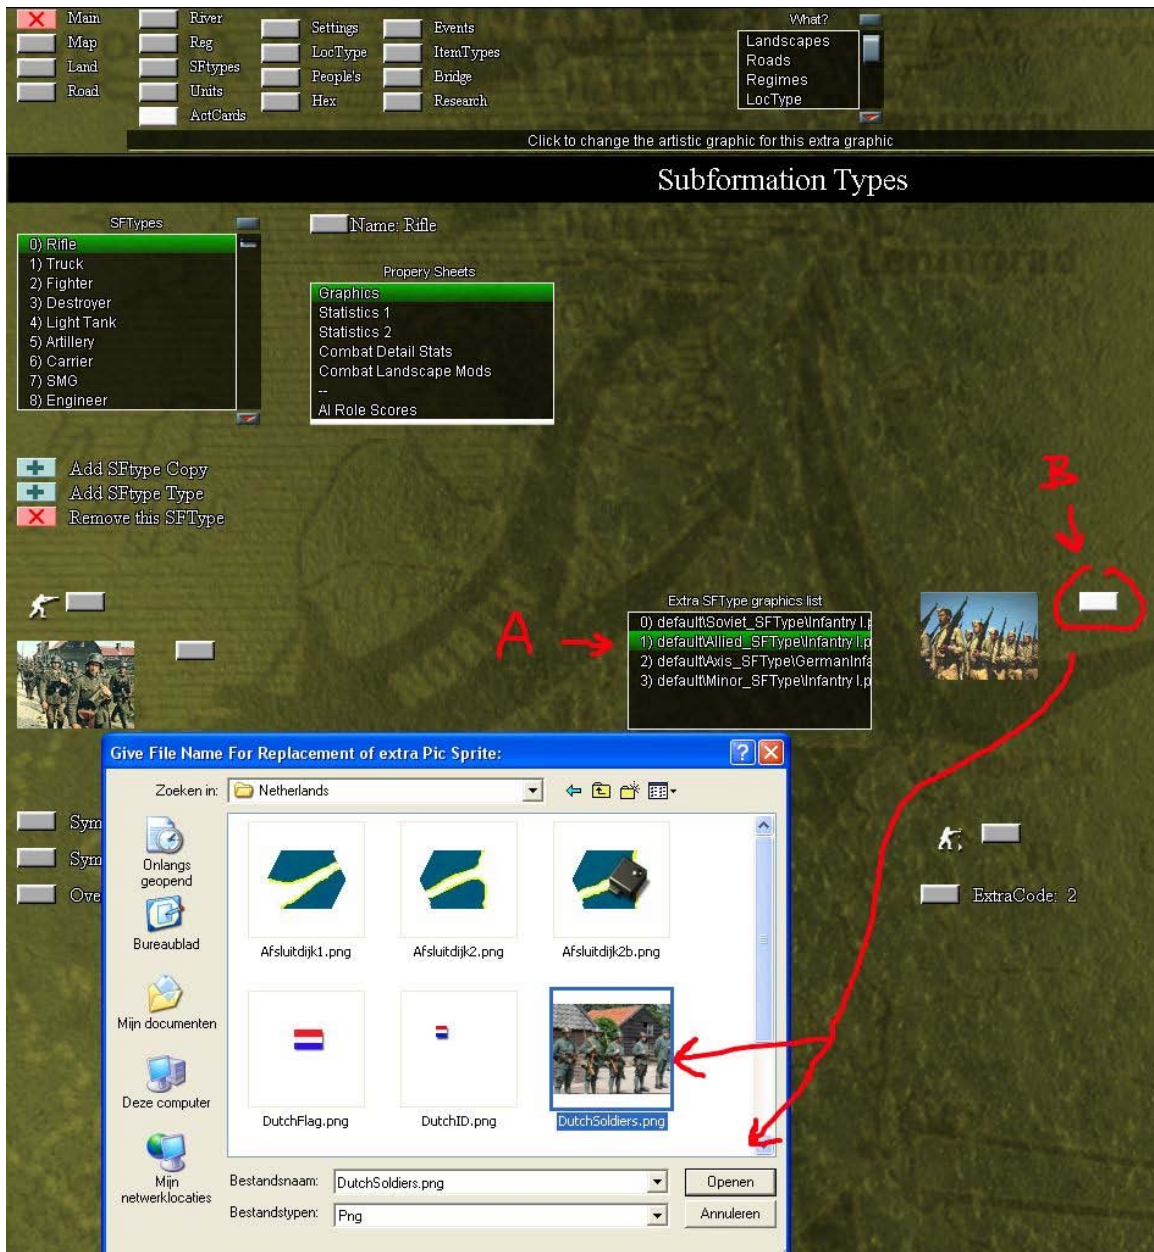 Main
River
Map
Reg
Land
SFtypes
Road
Units
ActCards
Settings
Events
LocType
ItemTypes
People's
Bridge
Hex
Research
What?
Landscapes
Roads
Regimes
LocType
Click to change the artistic graphic for this extra graphic
Subformation Types
SFTypes
0) Rifle
1) Truck
2) Fighter
3) Destroyer
4) Light Tank
5) Artillery
6) Carrier
7) SMG
8) Engineer
Name: Rifle
Propery Sheets
Graphics
Statistics 1
Statistics 2
Combat Detail Stats
Combat Landscape Mods
--
AI Role Scores
Add SFtype Copy
Add SFtype Type
Remove this SFType
B
A
Extra SFType graphics list
0) default\Soviet_SFType\Infantry I.p
1) default\Allied_SFType\Infantry I.p
2) default\Axis_SFType\GermanInfa
3) default\Minor_SFType\Infantry I.p
Sym
Sym
Ove
ExtraCode: 2
Give File Name For Replacement of extra Pic Sprite:
Zoeken in:
Netherlands
Onlangs
geopend
Bureaublad
Mijn documenten
Deze computer
Mijn
netwerklocaties
Afsluitdijk1.png
Afsluitdijk2.png
Afsluitdijk2b.png
DutchFlag.png
DutchID.png
DutchSoldiers.png
Bestandsnaam:
DutchSoldiers.png
Openen
Bestandstypen:
Png
Annuleren